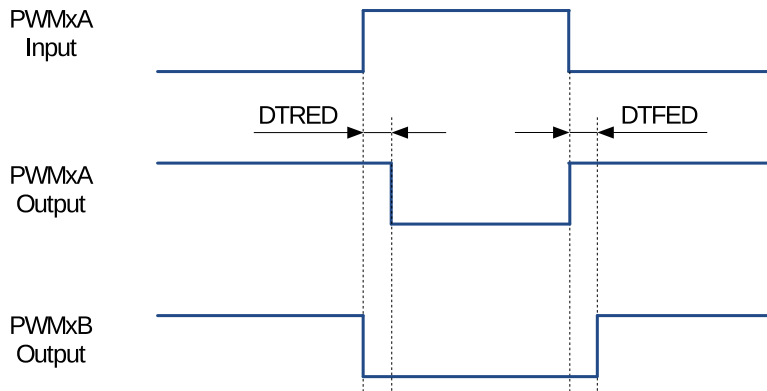 PWMxA
Input
DTRED
DTFED
PWMxA
Output
PWMxB
Output